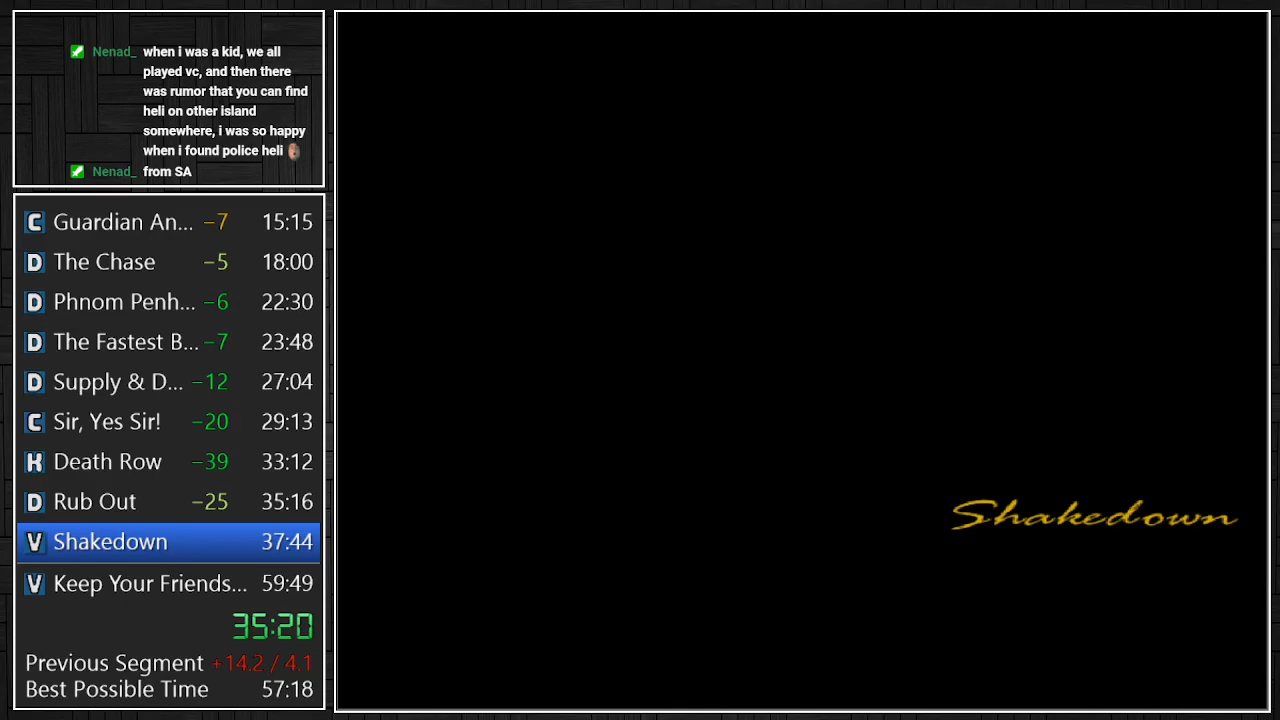 Nenad_ when i was a kid, we all
played vc, and then there
was rumor that you can find
heli on other island
somewhere, i was so happy
when i found police heli
Nenad_ from SA
C Guardian An... −7 15:15
D The Chase −5 18:00
D Phnom Penh... −6 22:30
D The Fastest B... −7 23:48
D Supply & D... −12 27:04
C Sir, Yes Sir! −20 29:13
K Death Row −39 33:12
D Rub Out −25 35:16
V Shakedown 37:44
V Keep Your Friends... 59:49
35:20
Previous Segment +14.2 / 4.1
Best Possible Time 57:18
Shakedown